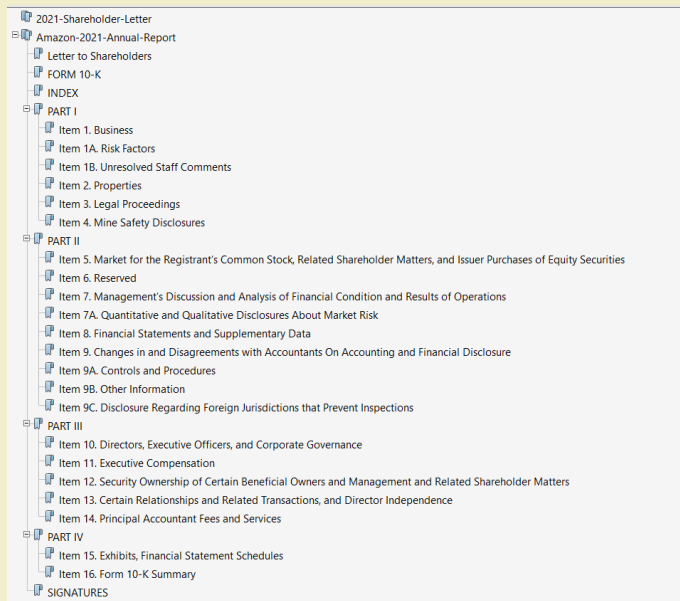 2021-Shareholder-Letter
Amazon-2021-Annual-Report
Letter to Shareholders
FORM 10-K
INDEX
PART I
Item 1. Business
Item 1A. Risk Factors
Item 1B. Unresolved Staff Comments
Item 2. Properties
Item 3. Legal Proceedings
Item 4. Mine Safety Disclosures
PART II
Item 5. Market for the Registrant's Common Stock, Related Shareholder Matters, and Issuer Purchases of Equity Securities
Item 6. Reserved
Item 7. Management's Discussion and Analysis of Financial Condition and Results of Operations
Item 7A. Quantitative and Qualitative Disclosures About Market Risk
Item 8. Financial Statements and Supplementary Data
Item 9. Changes in and Disagreements with Accountants On Accounting and Financial Disclosure
Item 9A. Controls and Procedures
Item 9B. Other Information
Item 9C. Disclosure Regarding Foreign Jurisdictions that Prevent Inspections
PART III
Item 10. Directors, Executive Officers, and Corporate Governance
Item 11. Executive Compensation
Item 12. Security Ownership of Certain Beneficial Owners and Management and Related Shareholder Matters
Item 13. Certain Relationships and Related Transactions, and Director Independence
Item 14. Principal Accountant Fees and Services
PART IV
Item 15. Exhibits, Financial Statement Schedules
Item 16. Form 10-K Summary
SIGNATURES